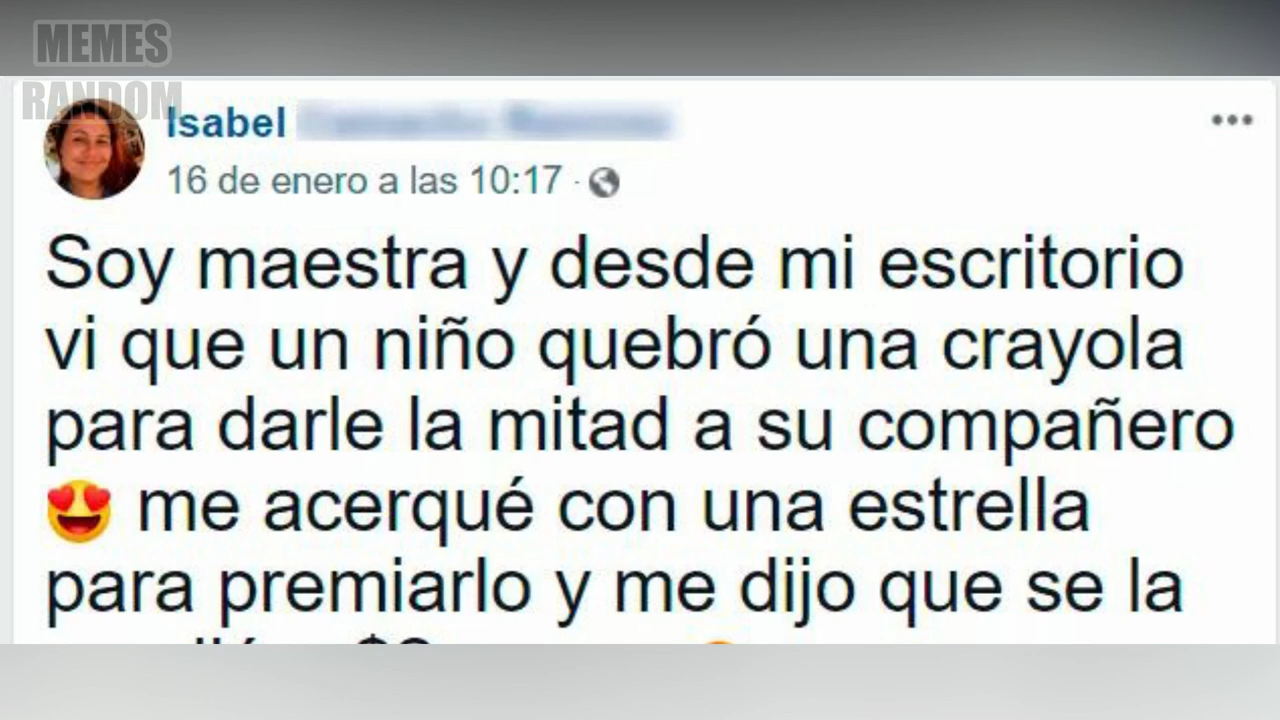 MEMES
RANDOM
Isabel
16 de enero a las 10:17
Soy maestra y desde mi escritorio
vi que un niño quebró una crayola
para darle la mitad a su compañero
😍 me acerqué con una estrella
para premiarlo y me dijo que se la